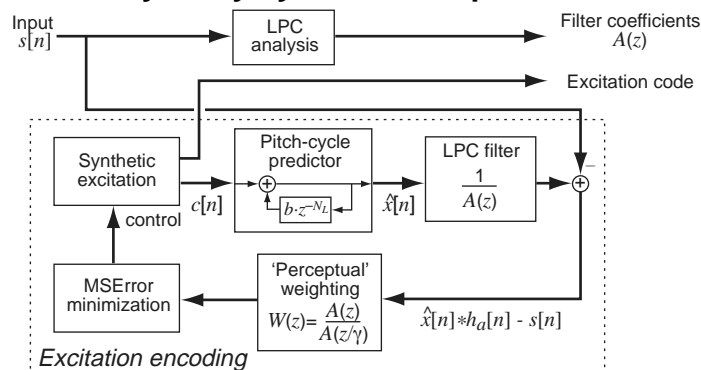 Input
s[n]
LPC
analysis
Filter coefficients
A(z)
Excitation code
Synthetic
excitation
Pitch-cycle
predictor
+
b·z^{–N_L}
LPC filter
1
A(z)
–
+
c[n]
x̂[n]
control
MSError
minimization
'Perceptual'
weighting
W(z)= A(z)
A(z/γ)
x̂[n]*h_a[n] - s[n]
Excitation encoding